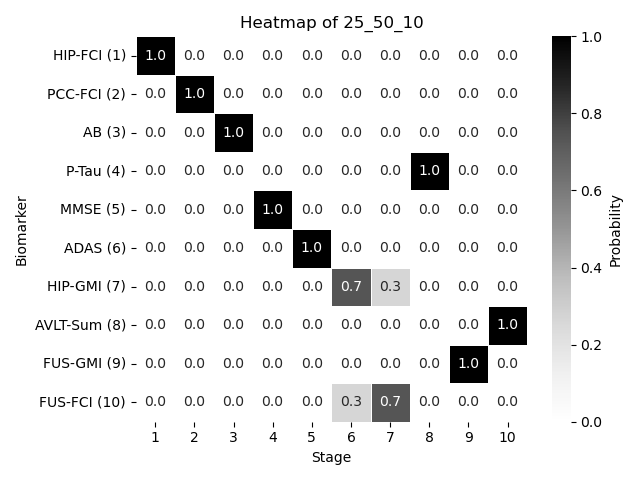 Heatmap of 25_50_10
HIP-FCI (1) 1.0 0.0 0.0 0.0 0.0 0.0 0.0 0.0 0.0 0.0
PCC-FCI (2) 0.0 1.0 0.0 0.0 0.0 0.0 0.0 0.0 0.0 0.0
AB (3) 0.0 0.0 1.0 0.0 0.0 0.0 0.0 0.0 0.0 0.0
P-Tau (4) 0.0 0.0 0.0 0.0 0.0 0.0 0.0 1.0 0.0 0.0
MMSE (5) 0.0 0.0 0.0 1.0 0.0 0.0 0.0 0.0 0.0 0.0
ADAS (6) 0.0 0.0 0.0 0.0 1.0 0.0 0.0 0.0 0.0 0.0
HIP-GMI (7) 0.0 0.0 0.0 0.0 0.0 0.7 0.3 0.0 0.0 0.0
AVLT-Sum (8) 0.0 0.0 0.0 0.0 0.0 0.0 0.0 0.0 0.0 1.0
FUS-GMI (9) 0.0 0.0 0.0 0.0 0.0 0.0 0.0 0.0 1.0 0.0
FUS-FCI (10) 0.0 0.0 0.0 0.0 0.0 0.3 0.7 0.0 0.0 0.0
1 2 3 4 5 6 7 8 9 10
Stage
Biomarker
1.0
0.8
0.6
0.4
0.2
0.0
Probability